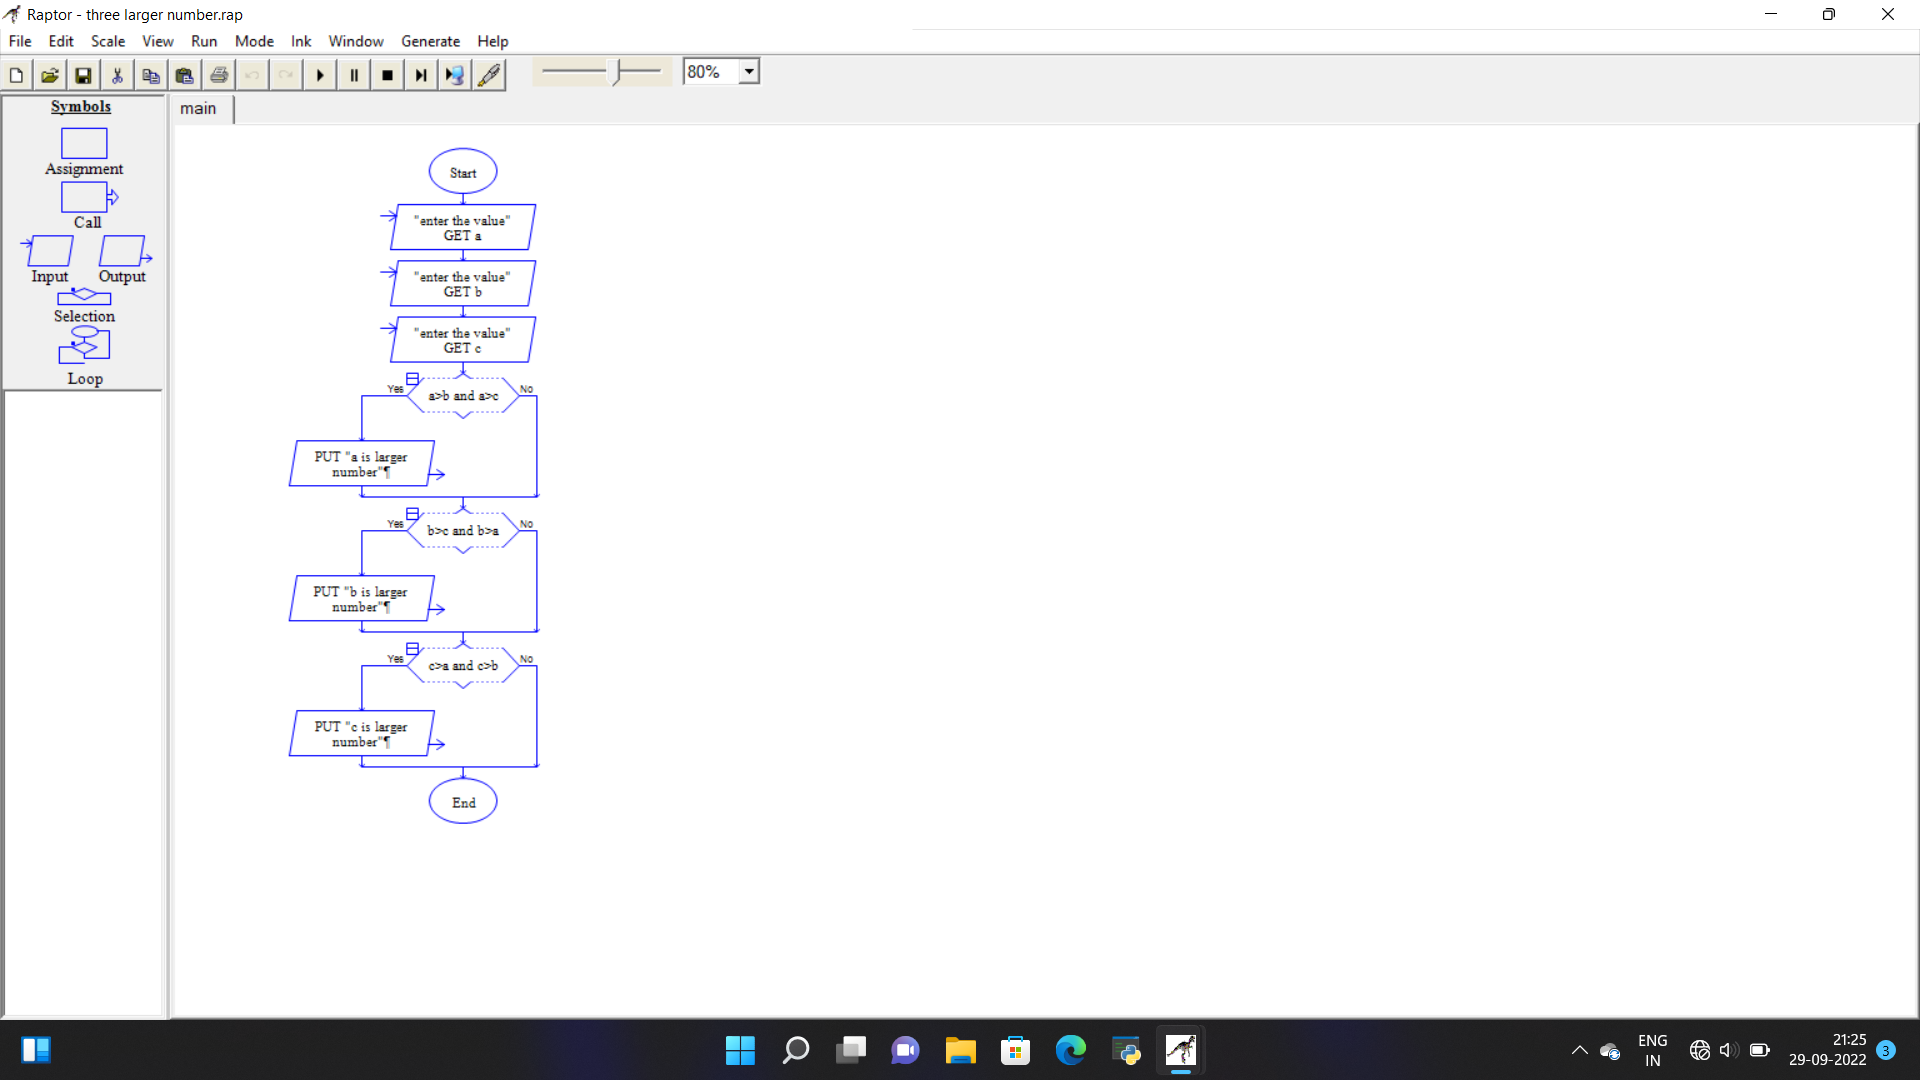 Raptor - three larger number.rap
File Edit Scale View Run Mode Ink Window Generate Help
80%
Symbols
Assignment
Call
Input Output
Selection
Loop
main
Start
"enter the value"
GET a
"enter the value"
GET b
"enter the value"
GET c
Yes a>b and a>c No
PUT "a is larger
number"¶
Yes b>c and b>a No
PUT "b is larger
number"¶
Yes c>a and c>b No
PUT "c is larger
number"¶
End
ENG
IN
21:25
29-09-2022
3